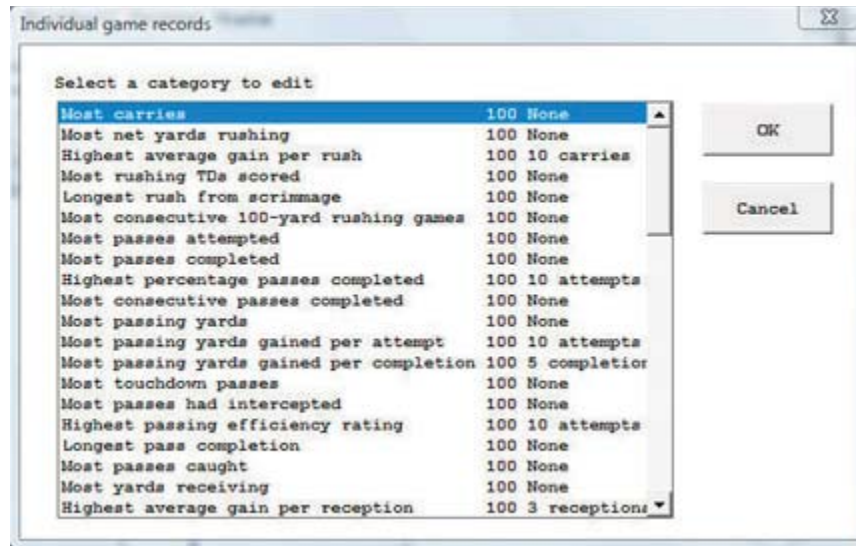 Individual game records
Select a category to edit
Most carries 100 None
Most net yards rushing 100 None
Highest average gain per rush 100 10 carries
Most rushing TDs scored 100 None
Longest rush from scrimmage 100 None
Most consecutive 100-yard rushing games 100 None
Most passes attempted 100 None
Most passes completed 100 None
Highest percentage passes completed 100 10 attempts
Most consecutive passes completed 100 None
Most passing yards 100 None
Most passing yards gained per attempt 100 10 attempts
Most passing yards gained per completion 100 5 completion
Most touchdown passes 100 None
Most passes had intercepted 100 None
Highest passing efficiency rating 100 10 attempts
Longest pass completion 100 None
Most passes caught 100 None
Most yards receiving 100 None
Highest average gain per reception 100 3 receptions
OK
Cancel